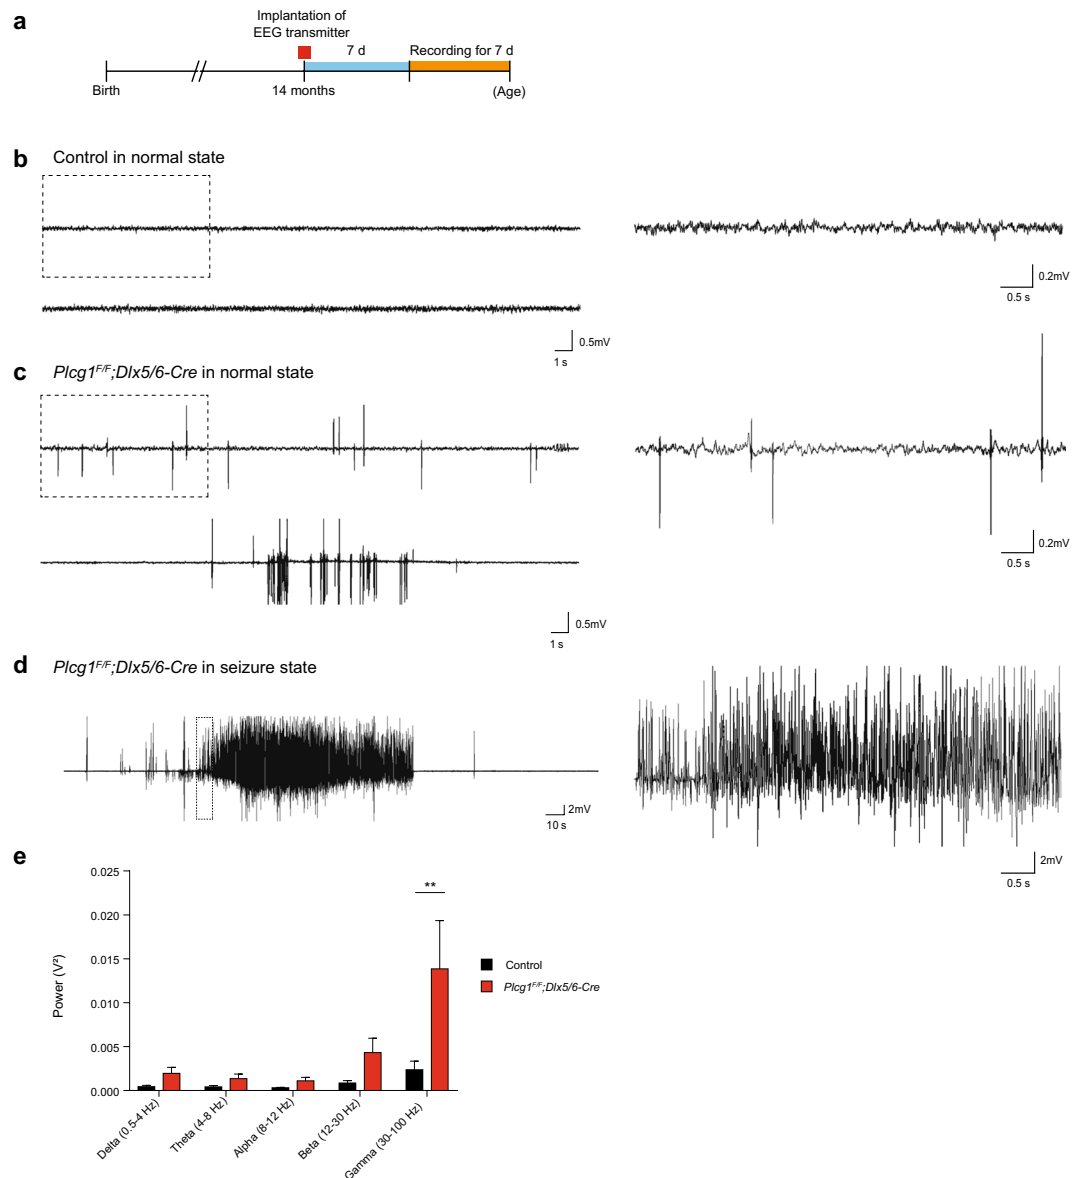 a
Implantation of
EEG transmitter
7 d
Recording for 7 d
Birth
14 months
(Age)
b Control in normal state
0.2mV
0.5 s
0.5mV
1 s
c Plcg1F/F;Dlx5/6-Cre in normal state
0.2mV
0.5 s
0.5mV
1 s
d Plcg1F/F;Dlx5/6-Cre in seizure state
2mV
10 s
2mV
0.5 s
e
Power (V²)
0.025
0.020
0.015
0.010
0.005
0.000
**
Control
Plcg1F/F;Dlx5/6-Cre
Delta (0.5-4 Hz)
Theta (4-8 Hz)
Alpha (8-12 Hz)
Beta (12-30 Hz)
Gamma (30-100 Hz)